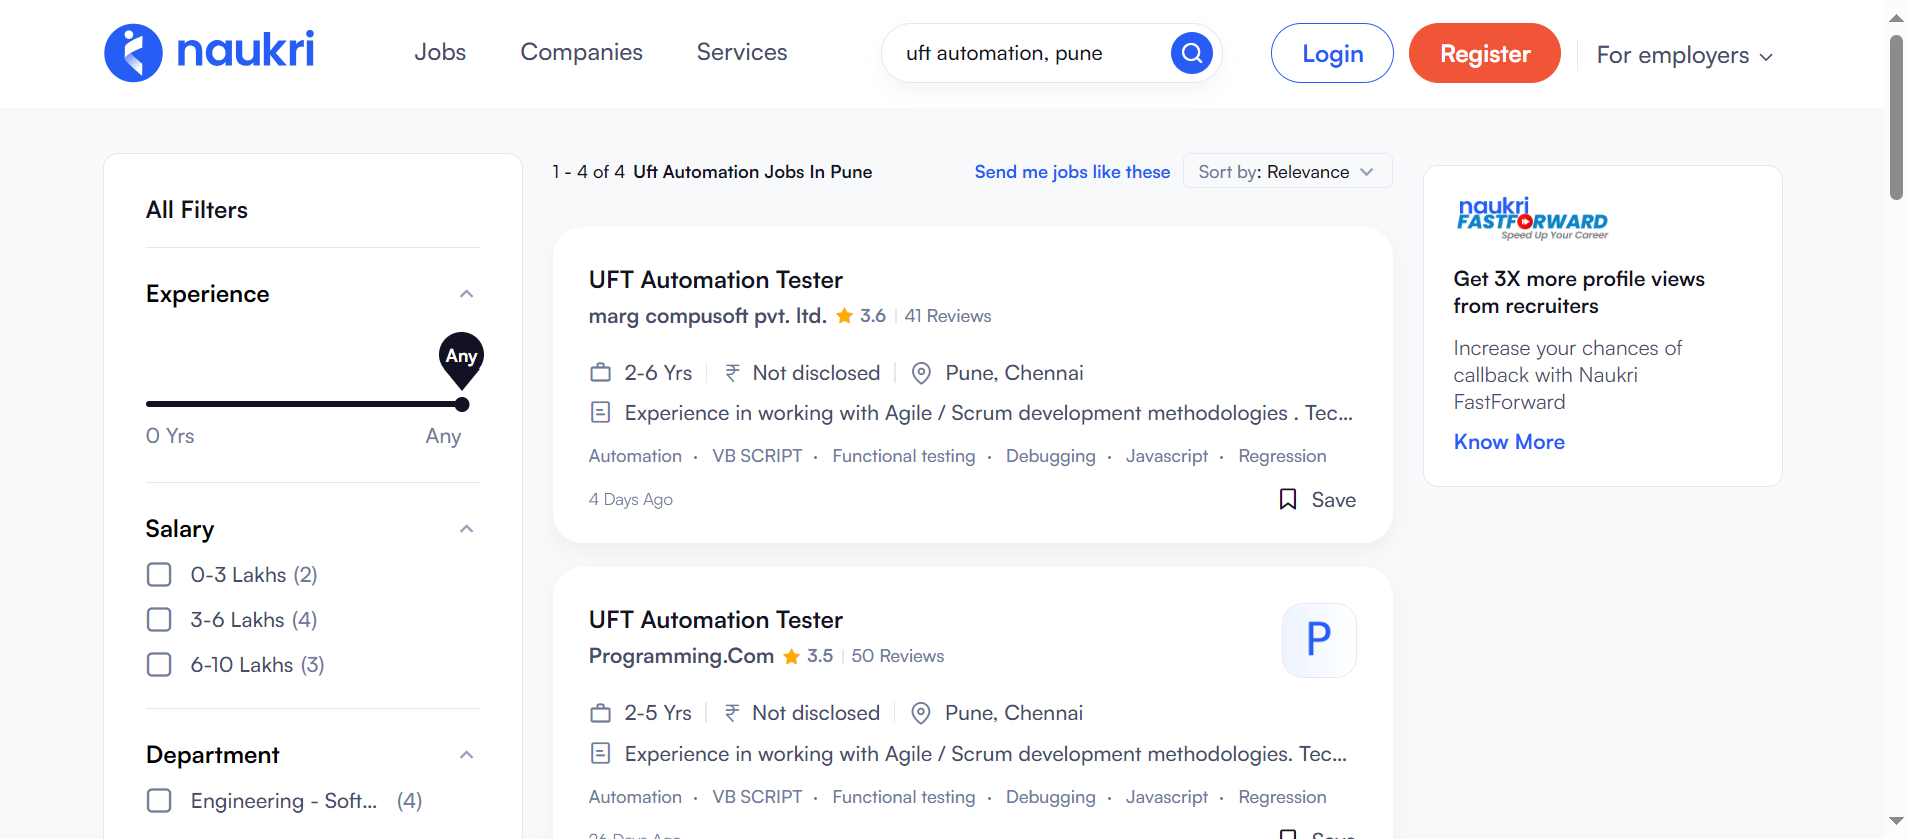 naukri
Jobs
Companies
Services
uft automation, pune
Login
Register
For employers
All Filters
Experience
Any
0 Yrs
Any
Salary
0-3 Lakhs (2)
3-6 Lakhs (4)
6-10 Lakhs (3)
Department
Engineering - Soft... (4)
1 - 4 of 4 Uft Automation Jobs In Pune
Send me jobs like these
Sort by: Relevance
UFT Automation Tester
marg compusoft pvt. ltd. 3.6 41 Reviews
2-6 Yrs ₹ Not disclosed Pune, Chennai
Experience in working with Agile / Scrum development methodologies . Tec...
Automation · VB SCRIPT · Functional testing · Debugging · Javascript · Regression
4 Days Ago
Save
UFT Automation Tester
P
Programming.Com 3.5 50 Reviews
2-5 Yrs ₹ Not disclosed Pune, Chennai
Experience in working with Agile / Scrum development methodologies. Tec...
Automation · VB SCRIPT · Functional testing · Debugging · Javascript · Regression
naukri
FASTFORWARD
Speed Up Your Career
Get 3X more profile views
from recruiters
Increase your chances of
callback with Naukri
FastForward
Know More